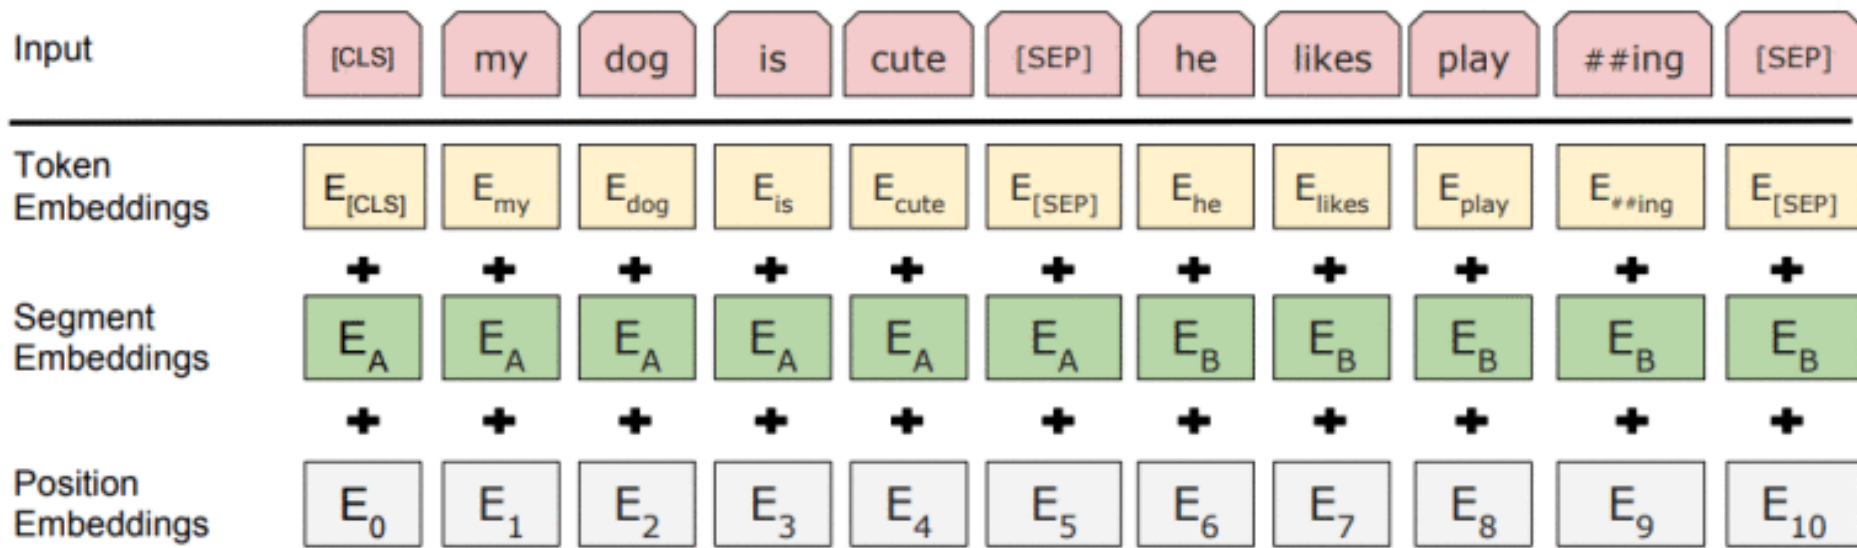 Input [CLS] my dog is cute [SEP] he likes play ##ing [SEP]
Token
Embeddings
E[CLS] Emy Edog Eis Ecute E[SEP] Ehe Elikes Eplay E##ing E[SEP]
+ + + + + + + + + + +
Segment
Embeddings
EA EA EA EA EA EA EB EB EB EB EB
+ + + + + + + + + + +
Position
Embeddings
E0 E1 E2 E3 E4 E5 E6 E7 E8 E9 E10